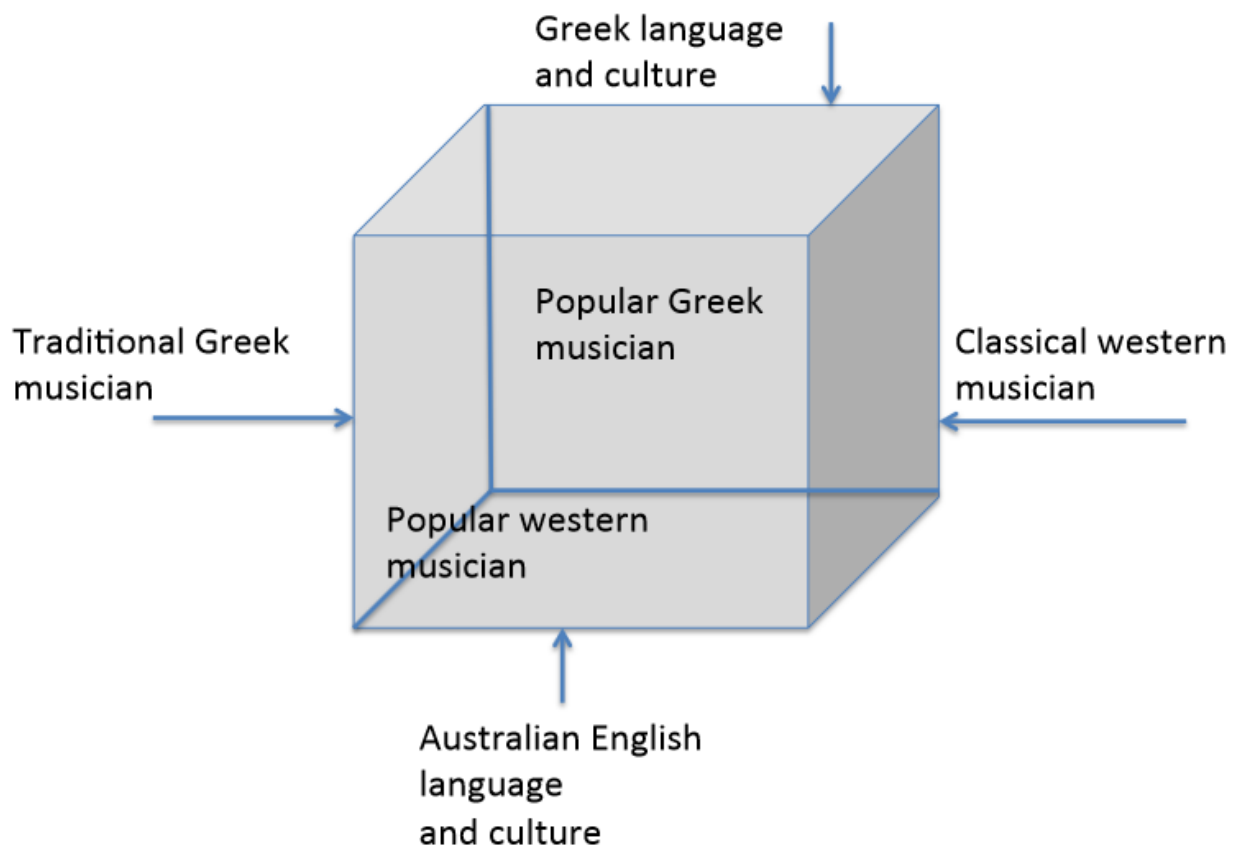 Greek language
and culture
Popular Greek
musician
Traditional Greek
musician
Classical western
musician
Popular western
musician
Australian English
language
and culture